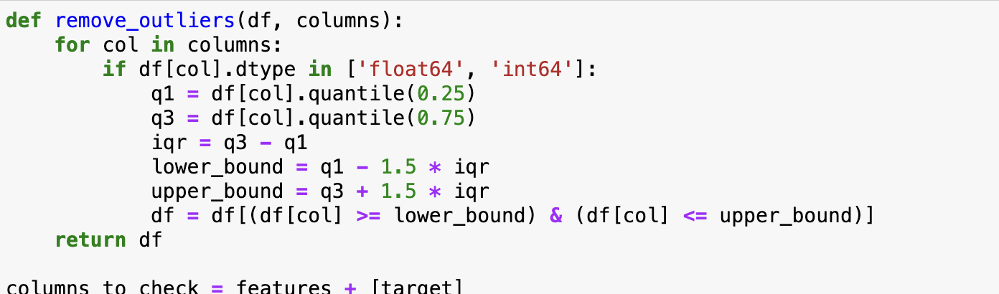 def remove_outliers(df, columns):
    for col in columns:
        if df[col].dtype in ['float64', 'int64']:
            q1 = df[col].quantile(0.25)
            q3 = df[col].quantile(0.75)
            iqr = q3 - q1
            lower_bound = q1 - 1.5 * iqr
            upper_bound = q3 + 1.5 * iqr
            df = df[(df[col] >= lower_bound) & (df[col] <= upper_bound)]
    return df
columns_to_check = features + [target]